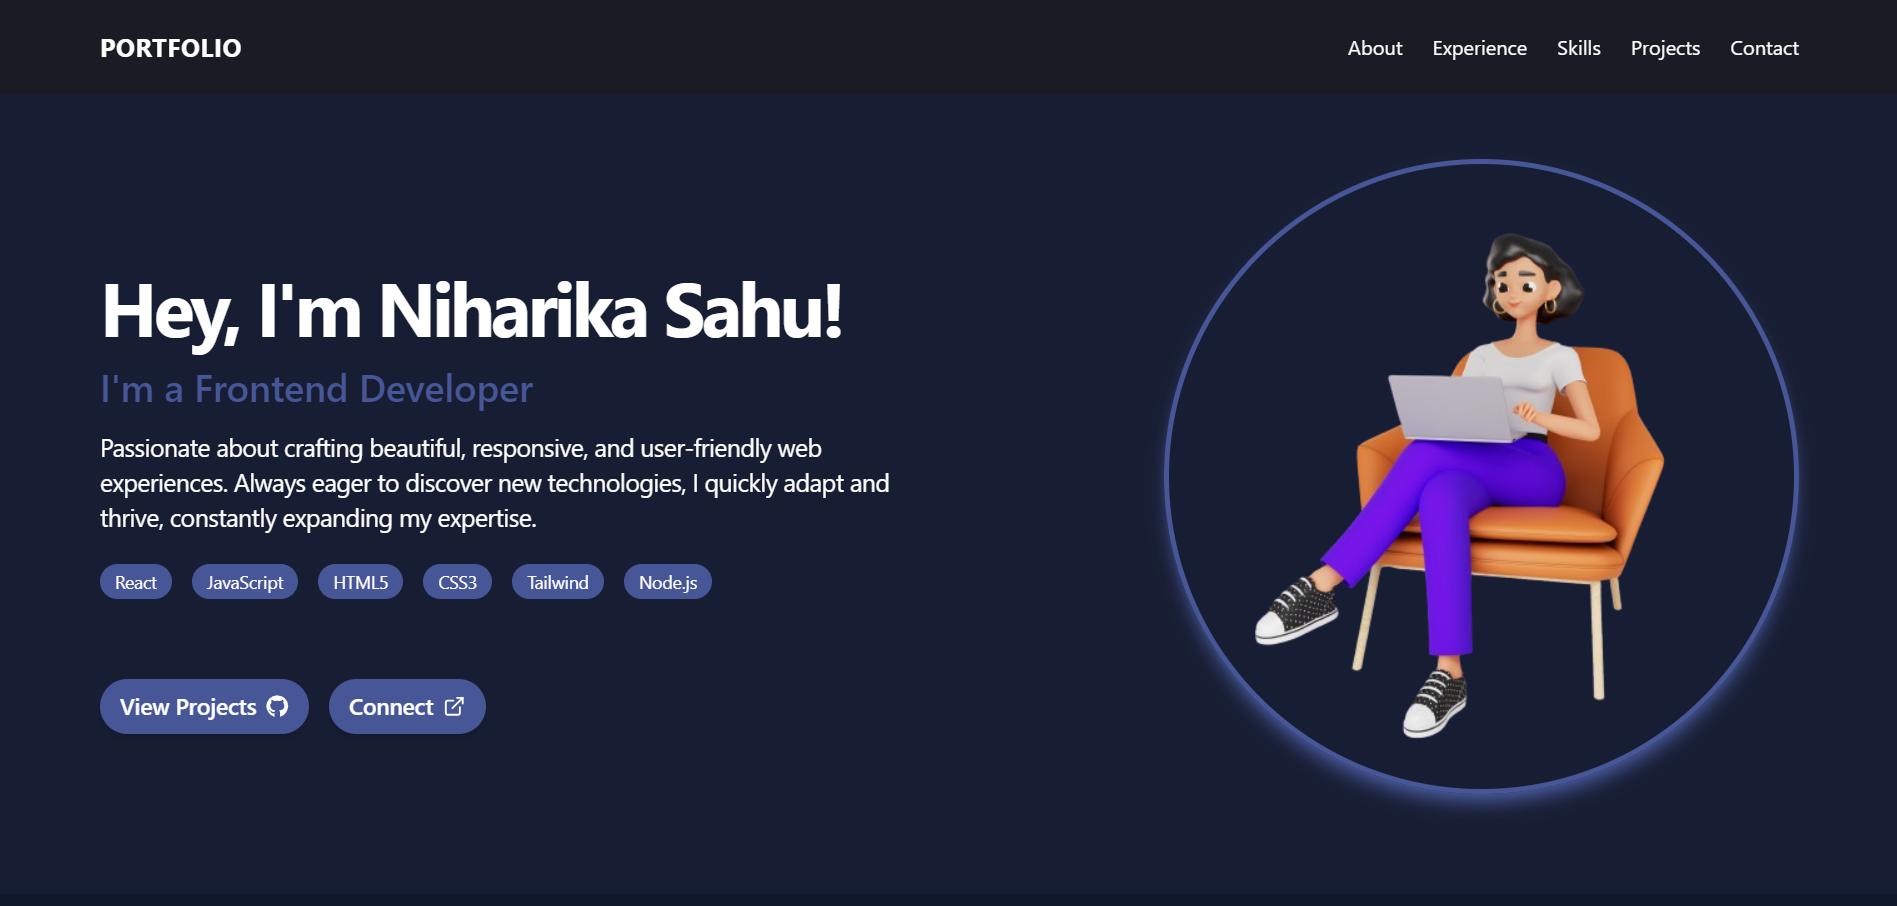 PORTFOLIO
About
Experience
Skills
Projects
Contact
Hey, I'm Niharika Sahu!
I'm a Frontend Developer
Passionate about crafting beautiful, responsive, and user-friendly web
experiences. Always eager to discover new technologies, I quickly adapt and
thrive, constantly expanding my expertise.
React
JavaScript
HTML5
CSS3
Tailwind
Node.js
View Projects
Connect